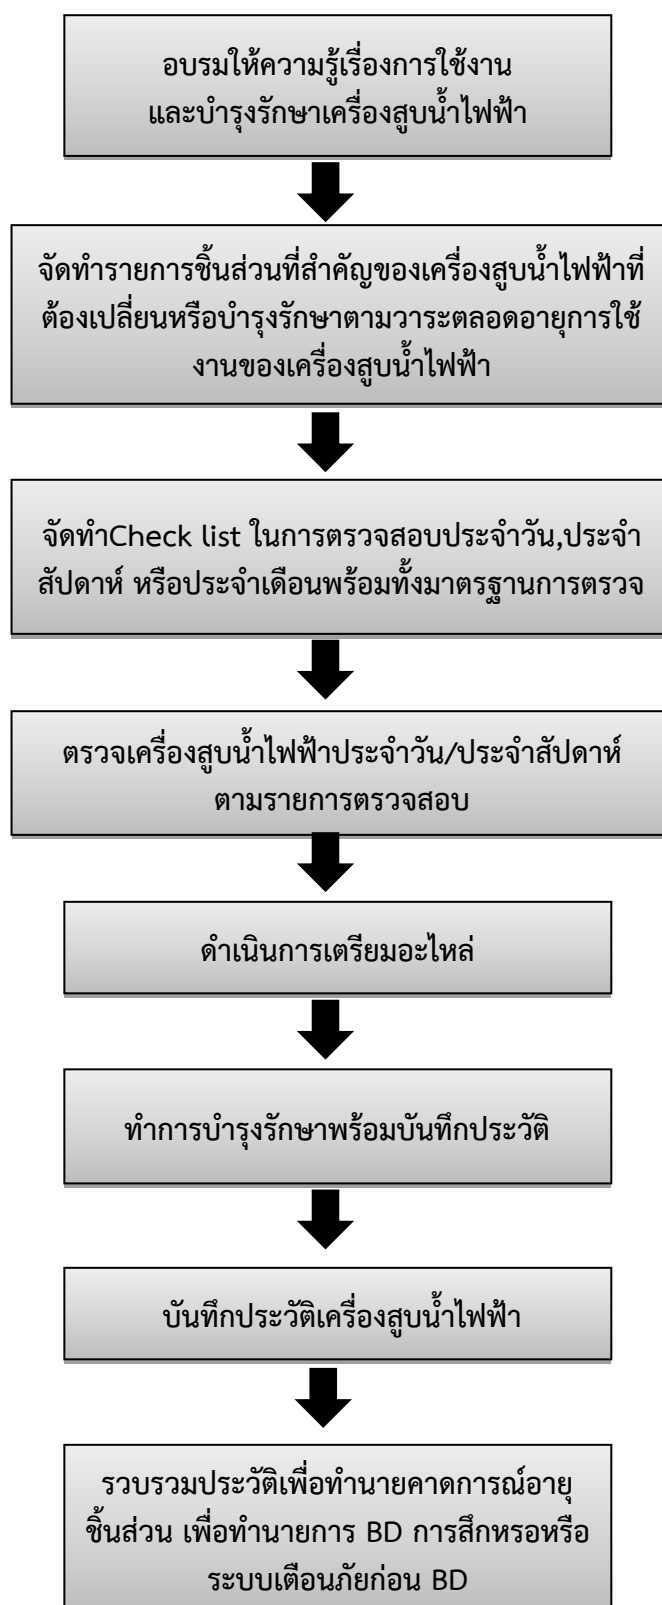 อบรมให้ความรู้เรื่องการใช้งาน
และบำรุงรักษาเครื่องสูบน้ำไฟฟ้า
จัดทำรายการชิ้นส่วนที่สำคัญของเครื่องสูบน้ำไฟฟ้าที่
ต้องเปลี่ยนหรือบำรุงรักษาตามวาระตลอดอายุการใช้
งานของเครื่องสูบน้ำไฟฟ้า
จัดทำCheck list ในการตรวจสอบประจำวัน,ประจำ
สัปดาห์ หรือประจำเดือนพร้อมทั้งมาตรฐานการตรวจ
ตรวจเครื่องสูบน้ำไฟฟ้าประจำวัน/ประจำสัปดาห์
ตามรายการตรวจสอบ
ดำเนินการเตรียมอะไหล่
ทำการบำรุงรักษาพร้อมบันทึกประวัติ
บันทึกประวัติเครื่องสูบน้ำไฟฟ้า
รวบรวมประวัติเพื่อทำนายคาดการณ์อายุ
ชิ้นส่วน เพื่อทำนายการ BD การสึกหรอหรือ
ระบบเตือนภัยก่อน BD